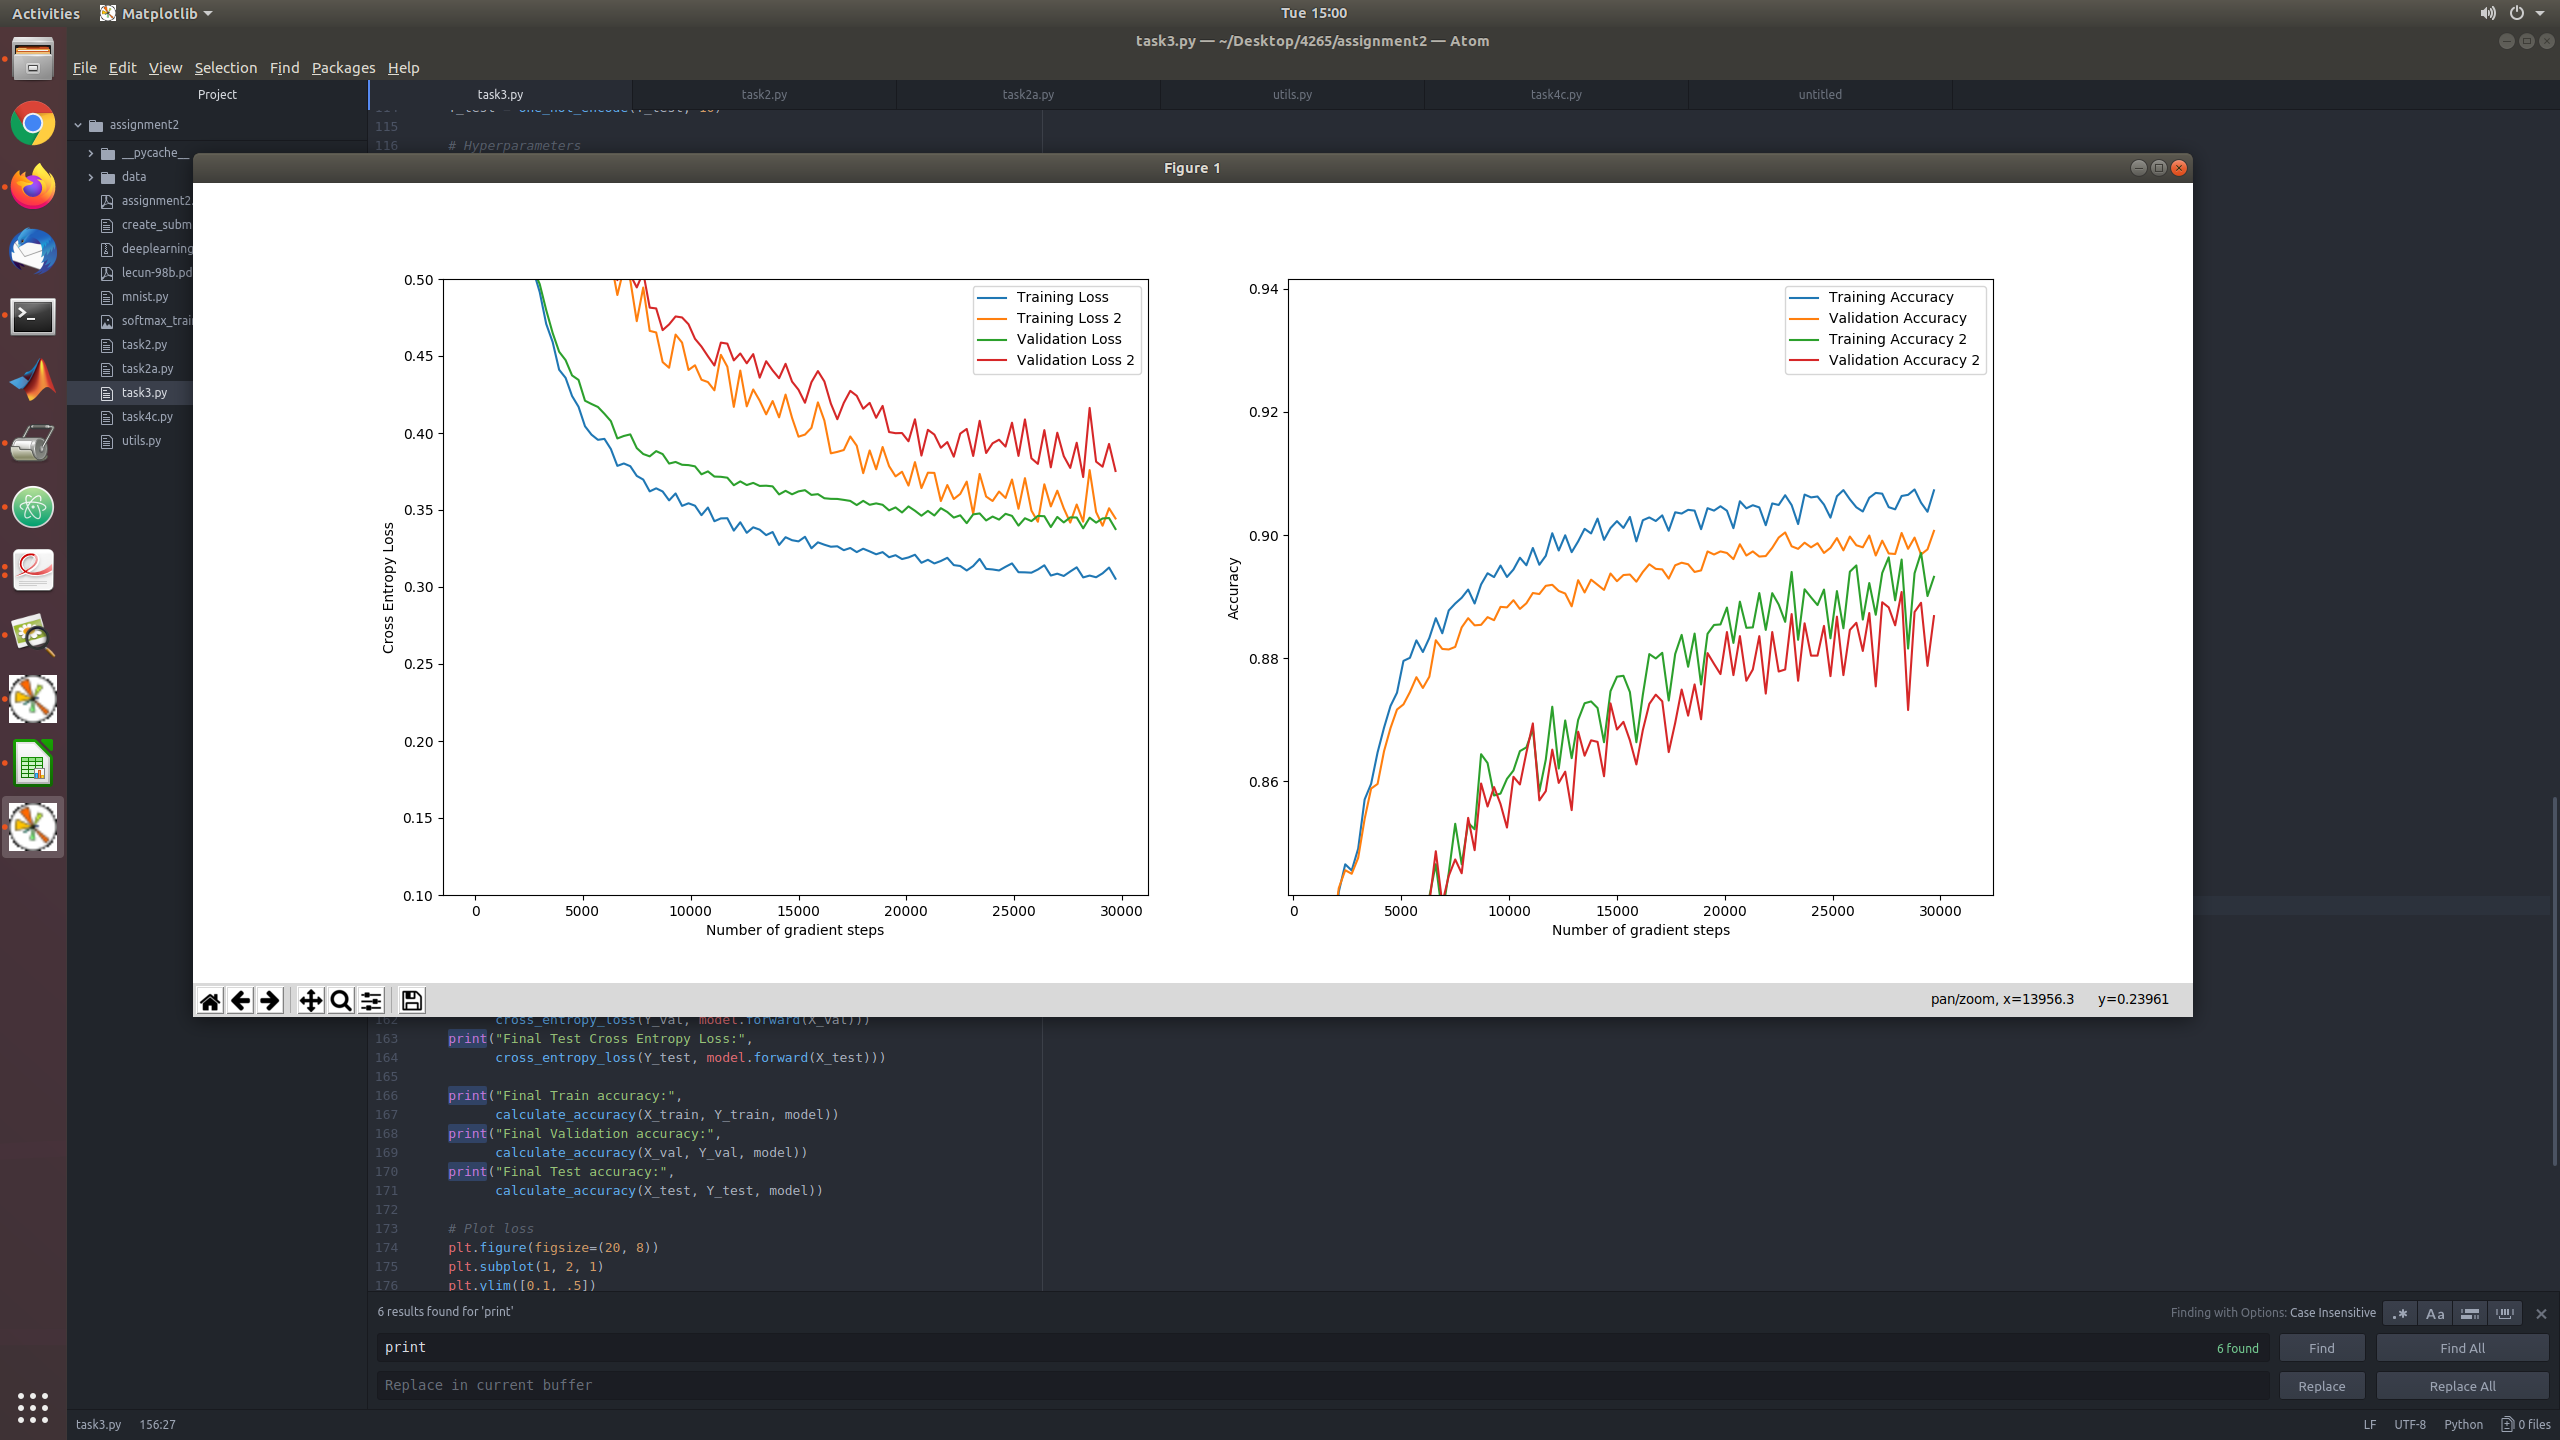 Activities
Matplotlib
Tue 15:00
task3.py — ~/Desktop/4265/assignment2 — Atom
File Edit View Selection Find Packages Help
Project
task3.py
task2.py
task2a.py
utils.py
task4c.py
untitled
assignment2
__pycache__
data
assignment2.
create_subm
deeplearning
lecun-98b.pd
mnist.py
softmax_trai
task2.py
task2a.py
task3.py
task4c.py
utils.py
115
116 # Hyperparameters
Figure 1
0.50
0.45
0.40
0.35
0.30
0.25
0.20
0.15
0.10
Cross Entropy Loss
Training Loss
Training Loss 2
Validation Loss
Validation Loss 2
0 5000 10000 15000 20000 25000 30000
Number of gradient steps
0.94
0.92
0.90
0.88
0.86
Accuracy
Training Accuracy
Validation Accuracy
Training Accuracy 2
Validation Accuracy 2
0 5000 10000 15000 20000 25000 30000
Number of gradient steps
pan/zoom, x=13956.3 y=0.23961
162 cross_entropy_loss(Y_val, model.forward(X_val)))
163 print("Final Test Cross Entropy Loss:",
164 cross_entropy_loss(Y_test, model.forward(X_test)))
165
166 print("Final Train accuracy:",
167 calculate_accuracy(X_train, Y_train, model))
168 print("Final Validation accuracy:",
169 calculate_accuracy(X_val, Y_val, model))
170 print("Final Test accuracy:",
171 calculate_accuracy(X_test, Y_test, model))
172
173 # Plot loss
174 plt.figure(figsize=(20, 8))
175 plt.subplot(1, 2, 1)
176 plt.ylim([0.1, .5])
6 results found for 'print'
Finding with Options: Case Insensitive
.* Aa
print
6 found
Find
Find All
Replace in current buffer
Replace
Replace All
task3.py 156:27
LF UTF-8 Python 0 files